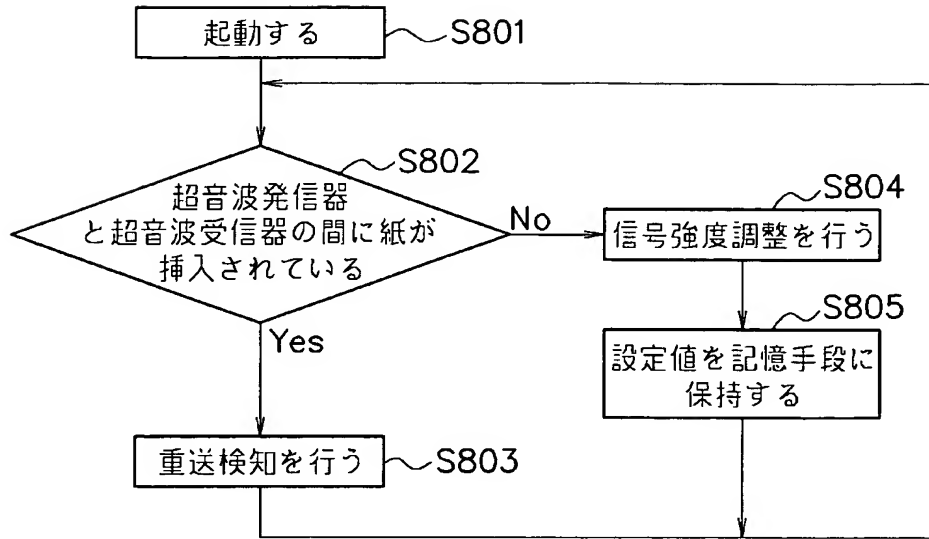 起動する
S801
S802
超音波発信器
と超音波受信器の間に紙が
挿入されている
No
S804
信号強度調整を行う
S805
設定値を記憶手段に
保持する
Yes
重送検知を行う
S803